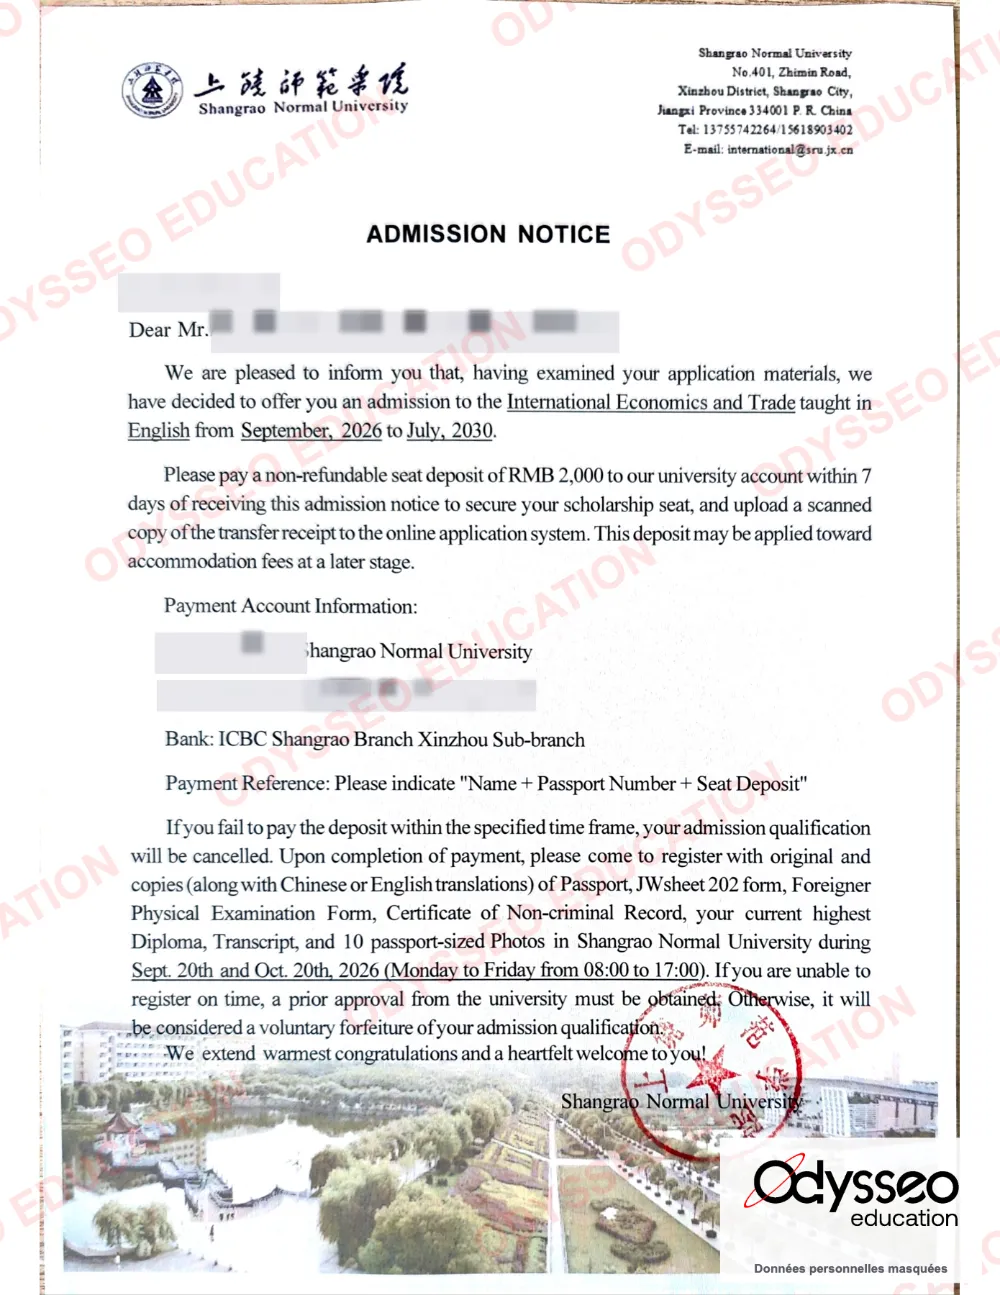 上饶师范学院
Shangrao Normal University
Shangrao Normal University
No.401, Zhimin Road,
Xinzhou District, Shangrao City,
Jiangxi Province 334001 P. R. China
Tel: 13755742264/15618903402
E-mail: international@sru.jx.cn
ADMISSION NOTICE
Dear Mr.
We are pleased to inform you that, having examined your application materials, we
have decided to offer you an admission to the International Economics and Trade taught in
English from September, 2026 to July, 2030.
Please pay a non-refundable seat deposit of RMB 2,000 to our university account within 7
days of receiving this admission notice to secure your scholarship seat, and upload a scanned
copy of the transfer receipt to the online application system. This deposit may be applied toward
accommodation fees at a later stage.
Payment Account Information:
Shangrao Normal University
Bank: ICBC Shangrao Branch Xinzhou Sub-branch
Payment Reference: Please indicate "Name + Passport Number + Seat Deposit"
If you fail to pay the deposit within the specified time frame, your admission qualification
will be cancelled. Upon completion of payment, please come to register with original and
copies (along with Chinese or English translations) of Passport, JWsheet 202 form, Foreigner
Physical Examination Form, Certificate of Non-criminal Record, your current highest
Diploma, Transcript, and 10 passport-sized Photos in Shangrao Normal University during
Sept. 20th and Oct. 20th, 2026 (Monday to Friday from 08:00 to 17:00). If you are unable to
register on time, a prior approval from the university must be obtained. Otherwise, it will
be considered a voluntary forfeiture of your admission qualification.
We extend warmest congratulations and a heartfelt welcome to you!
Shangrao Normal University
上饶师范学院
Odysseo
education
Données personnelles masquées
ODYSSEO EDUCATION